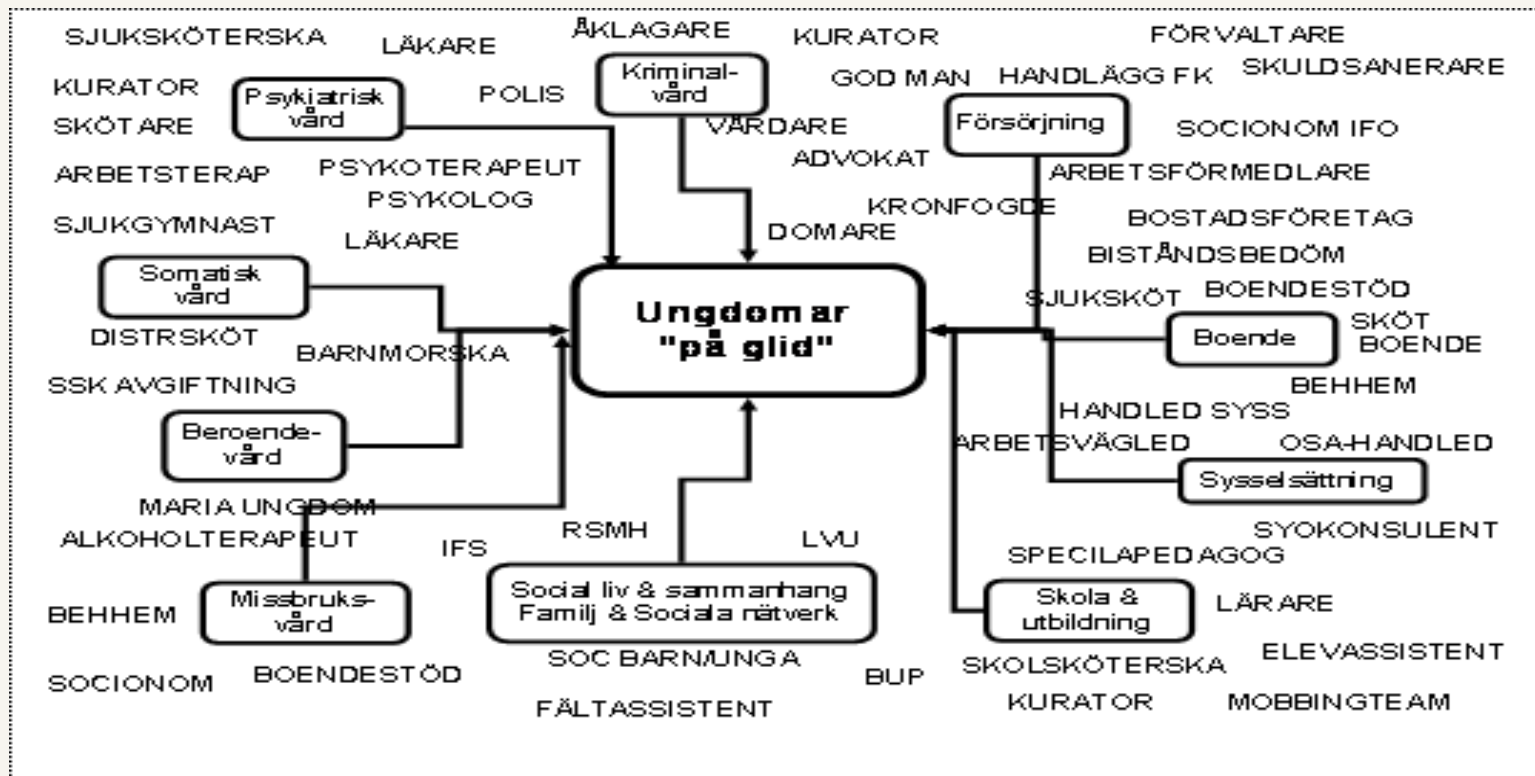 SJUKSKÖTERSKA
LÄKARE
ÅKLAGARE
KURATOR
FÖRVALTARE
KURATOR
Psykiatrisk
vård
POLIS
Kriminal-
vård
GOD MAN
HANDLÄGG FK
SKULDSANERARE
SKÖTARE
VÅRDARE
Försörjning
SOCIONOM IFO
ARBETSTERAP
PSYKOTERAPEUT
ADVOKAT
ARBETSFÖRMEDLARE
PSYKOLOG
KRONFOGDE
SJUKGYMNAST
LÄKARE
DOMARE
BOSTADSFÖRETAG
BISTÅNDSBEDÖM
Somatisk
vård
Ungdomar
"på glid"
SJUKSKÖT
BOENDESTÖD
DISTRSKÖT
BARNMORSKA
Boende
SKÖT
BOENDE
SSK AVGIFTNING
BEHHEM
HANDLED SYSS
Beroende-
vård
ARBETSVÄGLED
OSA-HANDLED
Sysselsättning
MARIA UNGDOM
ALKOHOLTERAPEUT
IFS
RSMH
LVU
SYOKONSULENT
SPECILAPEDAGOG
BEHHEM
Missbruks-
vård
Social liv & sammanhang
Familj & Sociala nätverk
Skola &
utbildning
LÄRARE
SOCIONOM
BOENDESTÖD
SOC BARN/UNGA
BUP
SKOLSKÖTERSKA
ELEVASSISTENT
FÄLTASSISTENT
KURATOR
MOBBINGTEAM